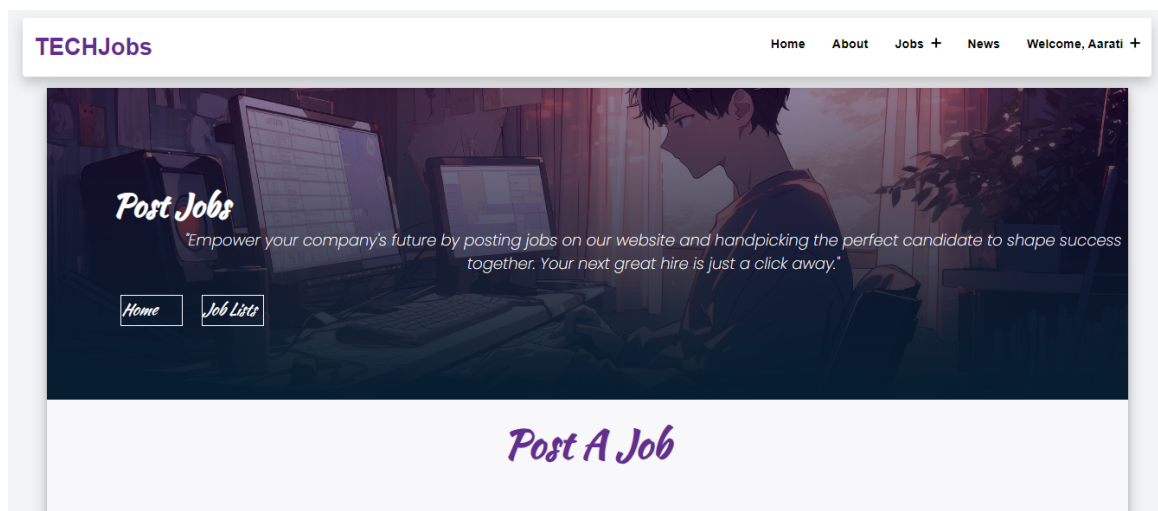 TECHJobs
Home About Jobs + News Welcome, Aarati +
Post Jobs
"Empower your company's future by posting jobs on our website and handpicking the perfect candidate to shape success
together. Your next great hire is just a click away."
Home Job Lists
Post A Job